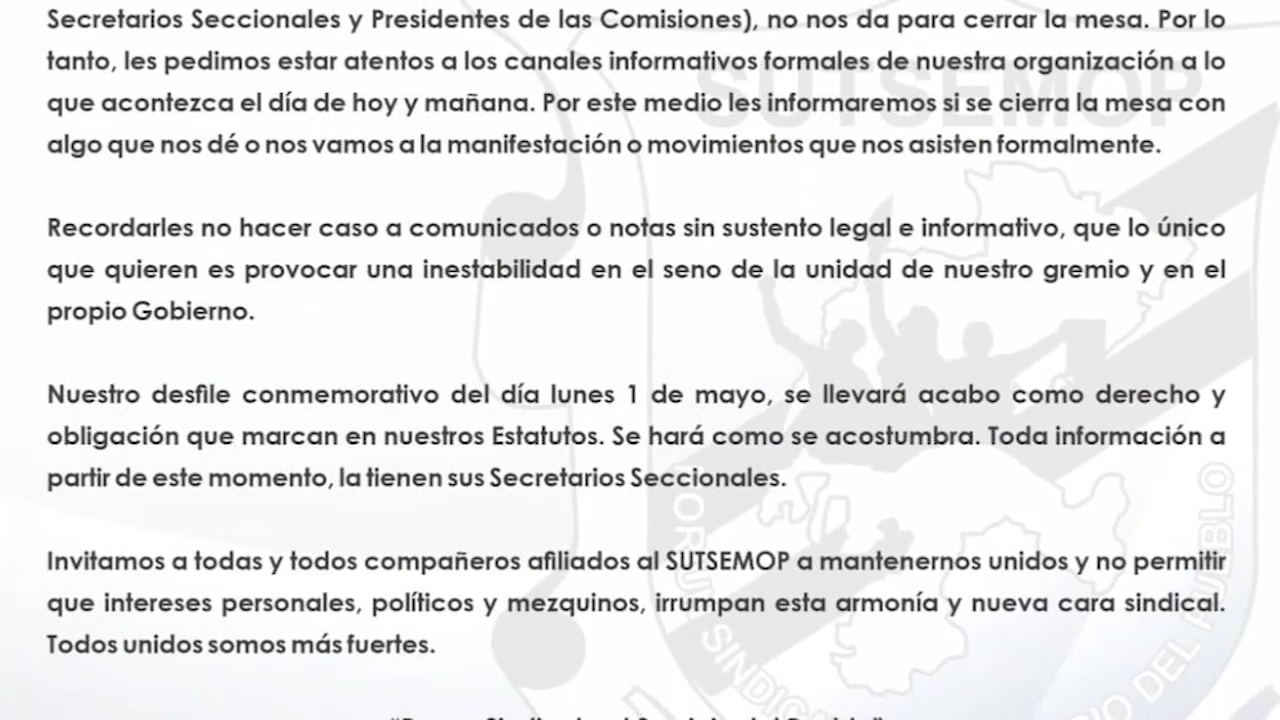 Secretarios Seccionales y Presidentes de las Comisiones), no nos da para cerrar la mesa. Por lo
tanto, les pedimos estar atentos a los canales informativos formales de nuestra organización a lo
que acontezca el día de hoy y mañana. Por este medio les informaremos si se cierra la mesa con
algo que nos dé o nos vamos a la manifestación o movimientos que nos asisten formalmente.
Recordarles no hacer caso a comunicados o notas sin sustento legal e informativo, que lo único
que quieren es provocar una inestabilidad en el seno de la unidad de nuestro gremio y en el
propio Gobierno.
Nuestro desfile conmemorativo del día lunes 1 de mayo, se llevará acabo como derecho y
obligación que marcan en nuestros Estatutos. Se hará como se acostumbra. Toda información a
partir de este momento, la tienen sus Secretarios Seccionales.
Invitamos a todas y todos compañeros afiliados al SUTSEMOP a mantenernos unidos y no permitir
que intereses personales, políticos y mezquinos, irrumpan esta armonía y nueva cara sindical.
Todos unidos somos más fuertes.
SUTSEMOP
DEL PUEBLO